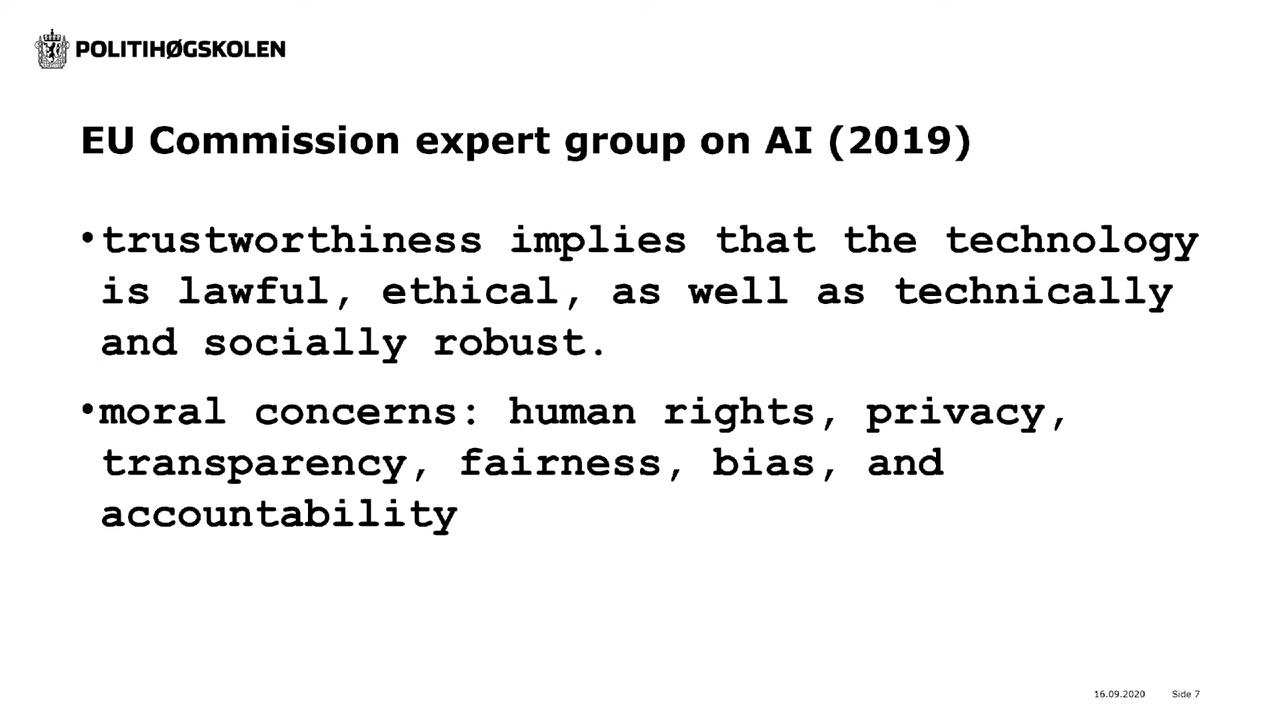 POLITIHØGSKOLEN
EU Commission expert group on AI (2019)
•trustworthiness implies that the technology
is lawful, ethical, as well as technically
and socially robust.
•moral concerns: human rights, privacy,
transparency, fairness, bias, and
accountability
16.09.2020 Side 7